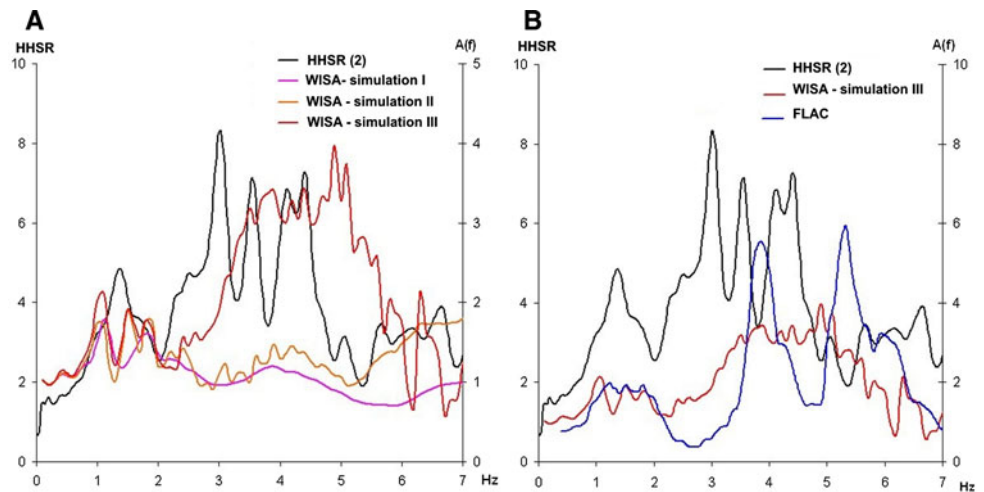 A
HHSR
A(f)
HHSR (2)
WISA- simulation I
WISA - simulation II
WISA - simulation III
10
8
6
4
2
0
5
4
3
2
1
0
0 1 2 3 4 5 6 7
Hz
B
HHSR
A(f)
HHSR (2)
WISA - simulation III
FLAC
10
8
6
4
2
0
10
8
6
4
2
0
0 1 2 3 4 5 6 7
Hz